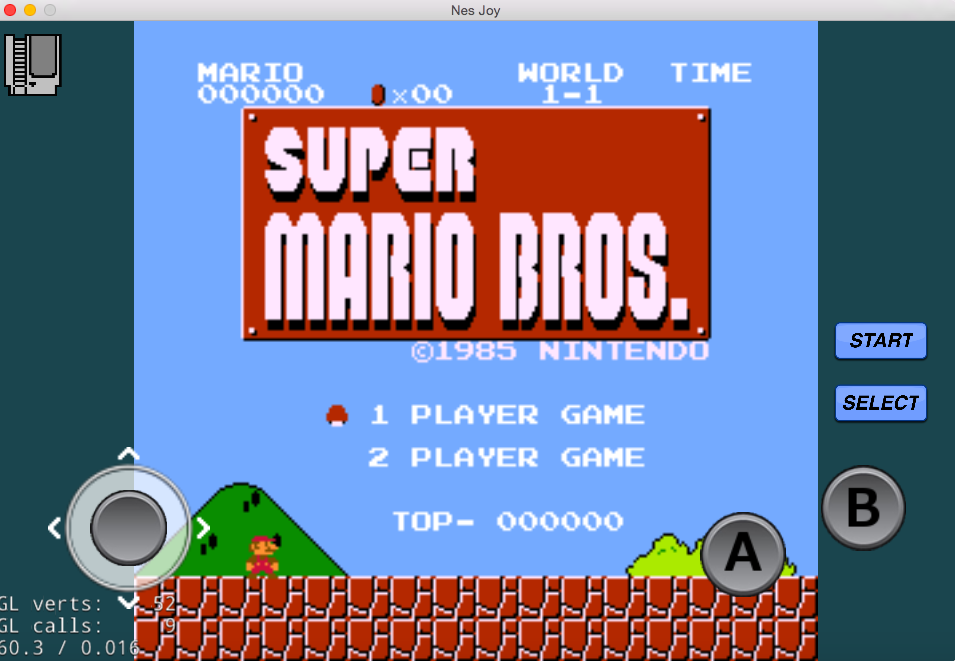 Nes Joy
MARIO WORLD TIME
000000 ×00 1-1
SUPER
MARIO BROS.
©1985 NINTENDO
START
1 PLAYER GAME
SELECT
2 PLAYER GAME
TOP- 000000
B
A
GL verts: 52
GL calls: 9
60.3 / 0.016